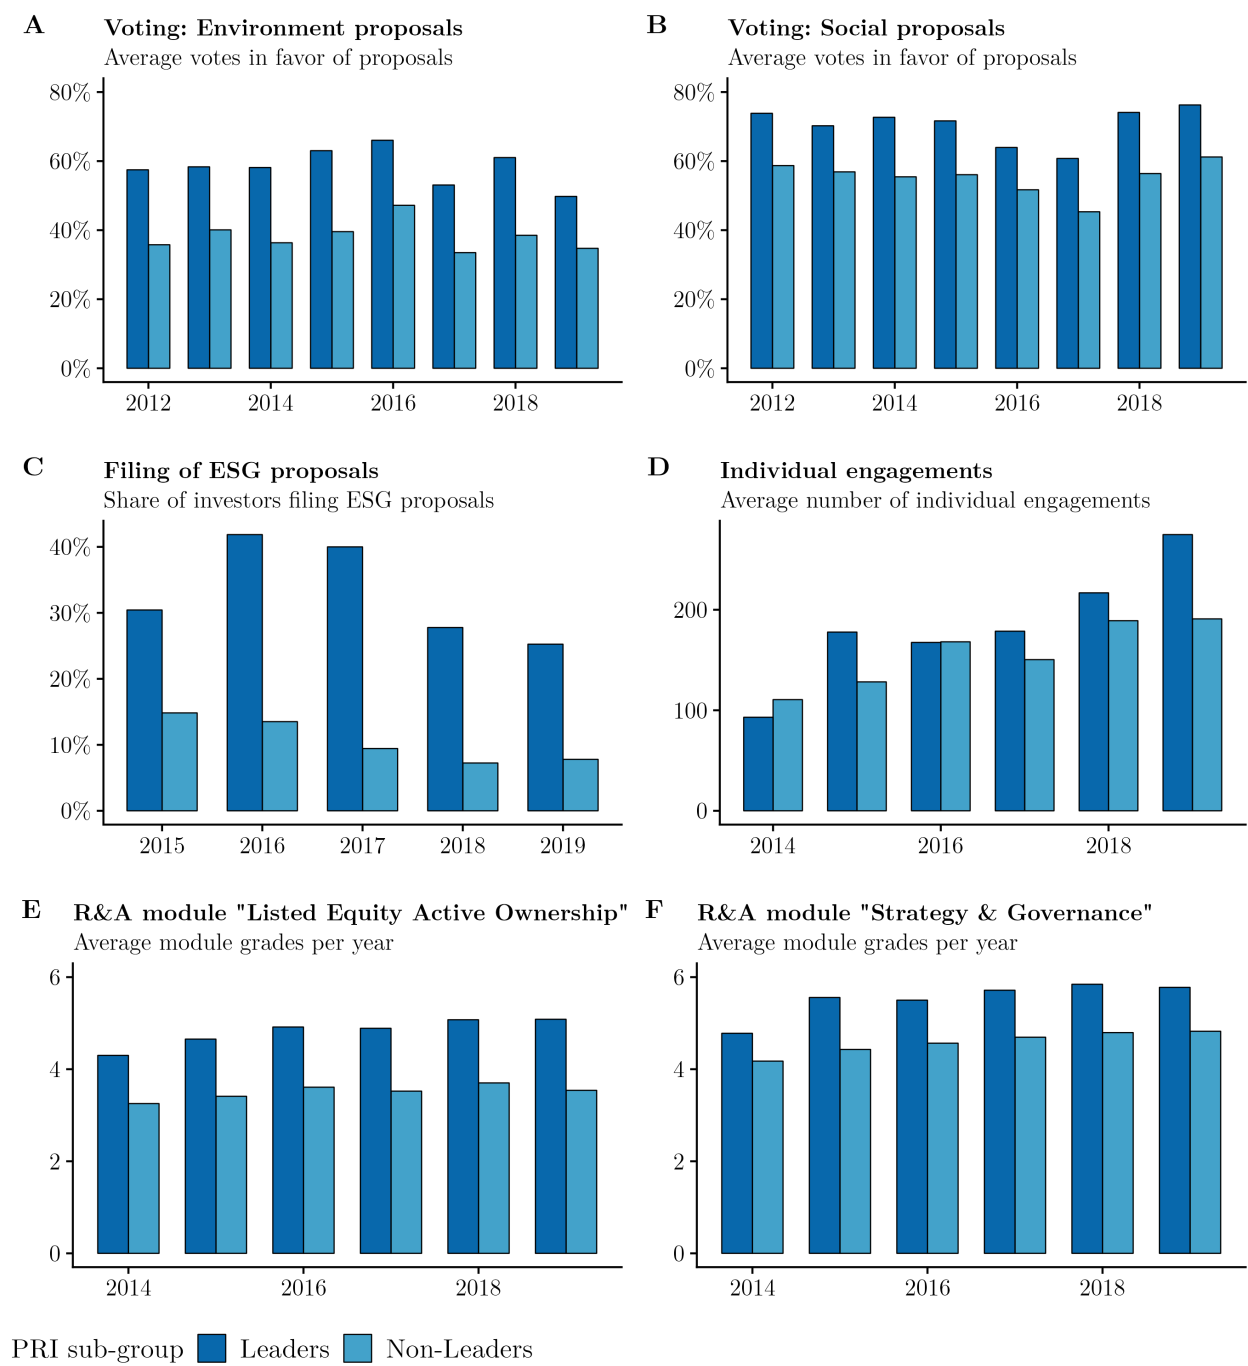 A
Voting: Environment proposals
Average votes in favor of proposals
80%
60%
40%
20%
0%
2012 2014 2016 2018
B
Voting: Social proposals
Average votes in favor of proposals
80%
60%
40%
20%
0%
2012 2014 2016 2018
C
Filing of ESG proposals
Share of investors filing ESG proposals
40%
30%
20%
10%
0%
2015 2016 2017 2018 2019
D
Individual engagements
Average number of individual engagements
200
100
0
2014 2016 2018
E
R&A module "Listed Equity Active Ownership"
Average module grades per year
6
4
2
0
2014 2016 2018
F
R&A module "Strategy & Governance"
Average module grades per year
6
4
2
0
2014 2016 2018
PRI sub-group Leaders Non-Leaders